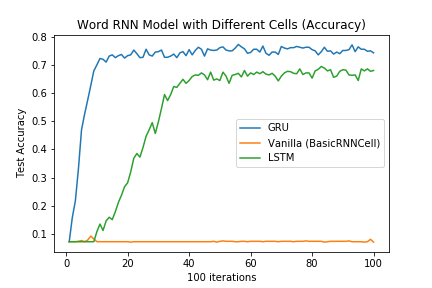 Word RNN Model with Different Cells (Accuracy)
0.8
0.7
0.6
0.5
0.4
0.3
0.2
0.1
Test Accuracy
GRU
Vanilla (BasicRNNCell)
LSTM
0 20 40 60 80 100
100 iterations